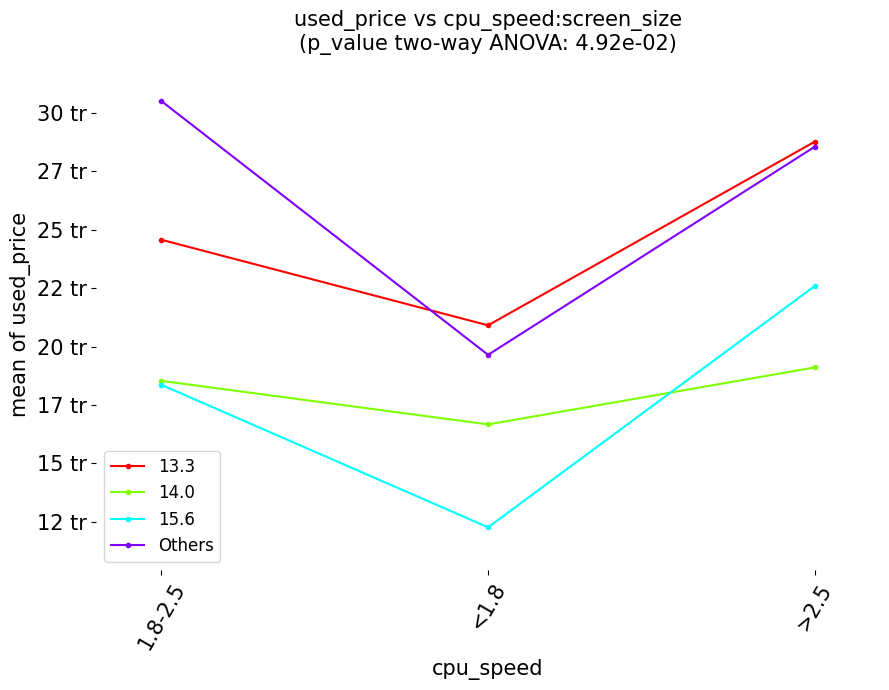 used_price vs cpu_speed:screen_size
(p_value two-way ANOVA: 4.92e-02)
mean of used_price
30 tr
27 tr
25 tr
22 tr
20 tr
17 tr
15 tr
12 tr
13.3
14.0
15.6
Others
1.8-2.5
<1.8
>2.5
cpu_speed